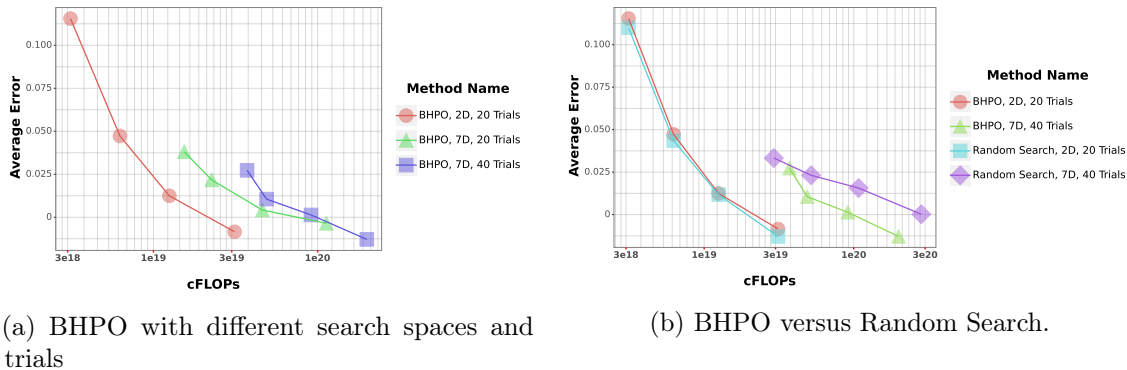 0.100
0.075
0.050
0.025
0
Average Error
3e18
1e19
3e19
1e20
cFLOPs
Method Name
BHPO, 2D, 20 Trials
BHPO, 7D, 20 Trials
BHPO, 7D, 40 Trials
(a) BHPO with different search spaces and
trials
0.100
0.075
0.050
0.025
0
Average Error
3e18
1e19
3e19
1e20
3e20
cFLOPs
Method Name
BHPO, 2D, 20 Trials
BHPO, 7D, 40 Trials
Random Search, 2D, 20 Trials
Random Search, 7D, 40 Trials
(b) BHPO versus Random Search.